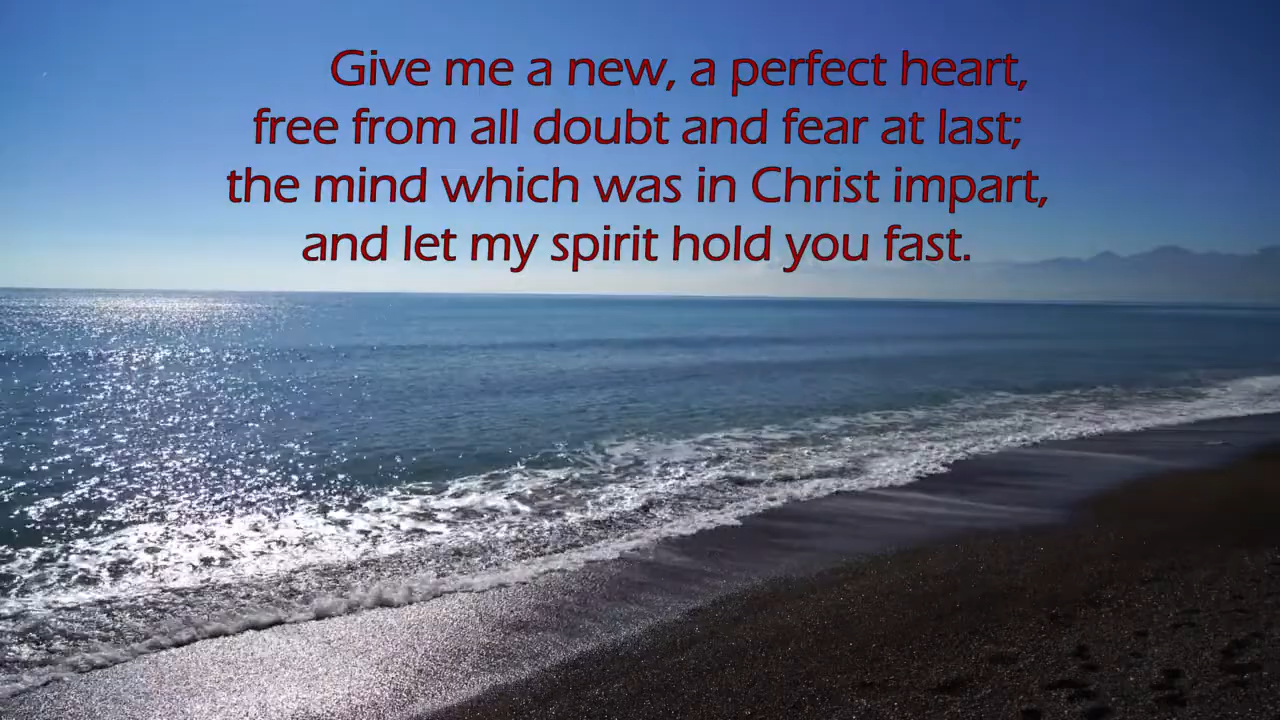 Give me a new, a perfect heart,
free from all doubt and fear at last;
the mind which was in Christ impart,
and let my spirit hold you fast.